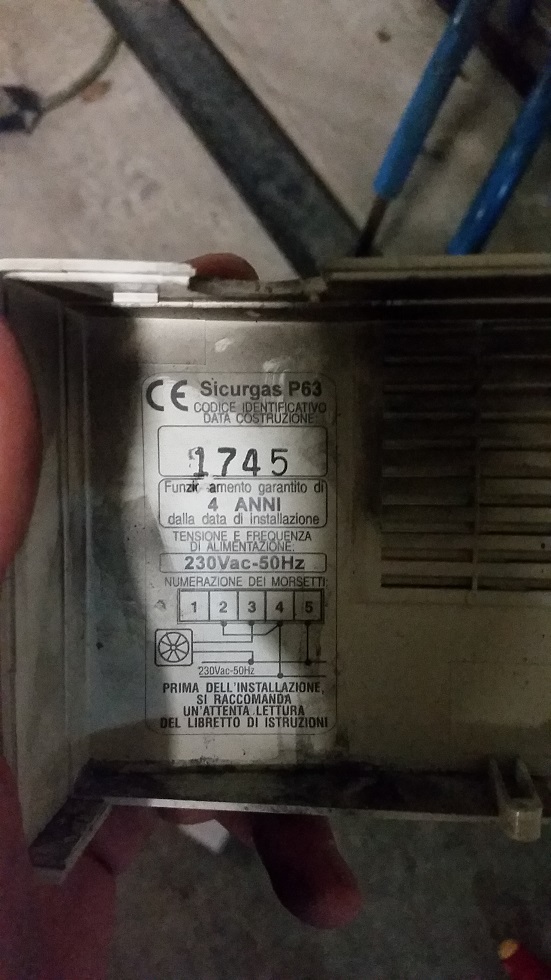 CE Sicurgas P63
CODICE IDENTIFICATIVO
DATA COSTRUZIONE:
1745
Funzi amento garantito di
4 ANNI
dalla data di installazione
TENSIONE E FREQUENZA
DI ALIMENTAZIONE:
230Vac-50Hz
NUMERAZIONE DEI MORSETTI:
1 2 3 4 5
230Vac-50Hz
PRIMA DELL'INSTALLAZIONE,
SI RACCOMANDA
UN'ATTENTA LETTURA
DEL LIBRETTO DI ISTRUZIONI